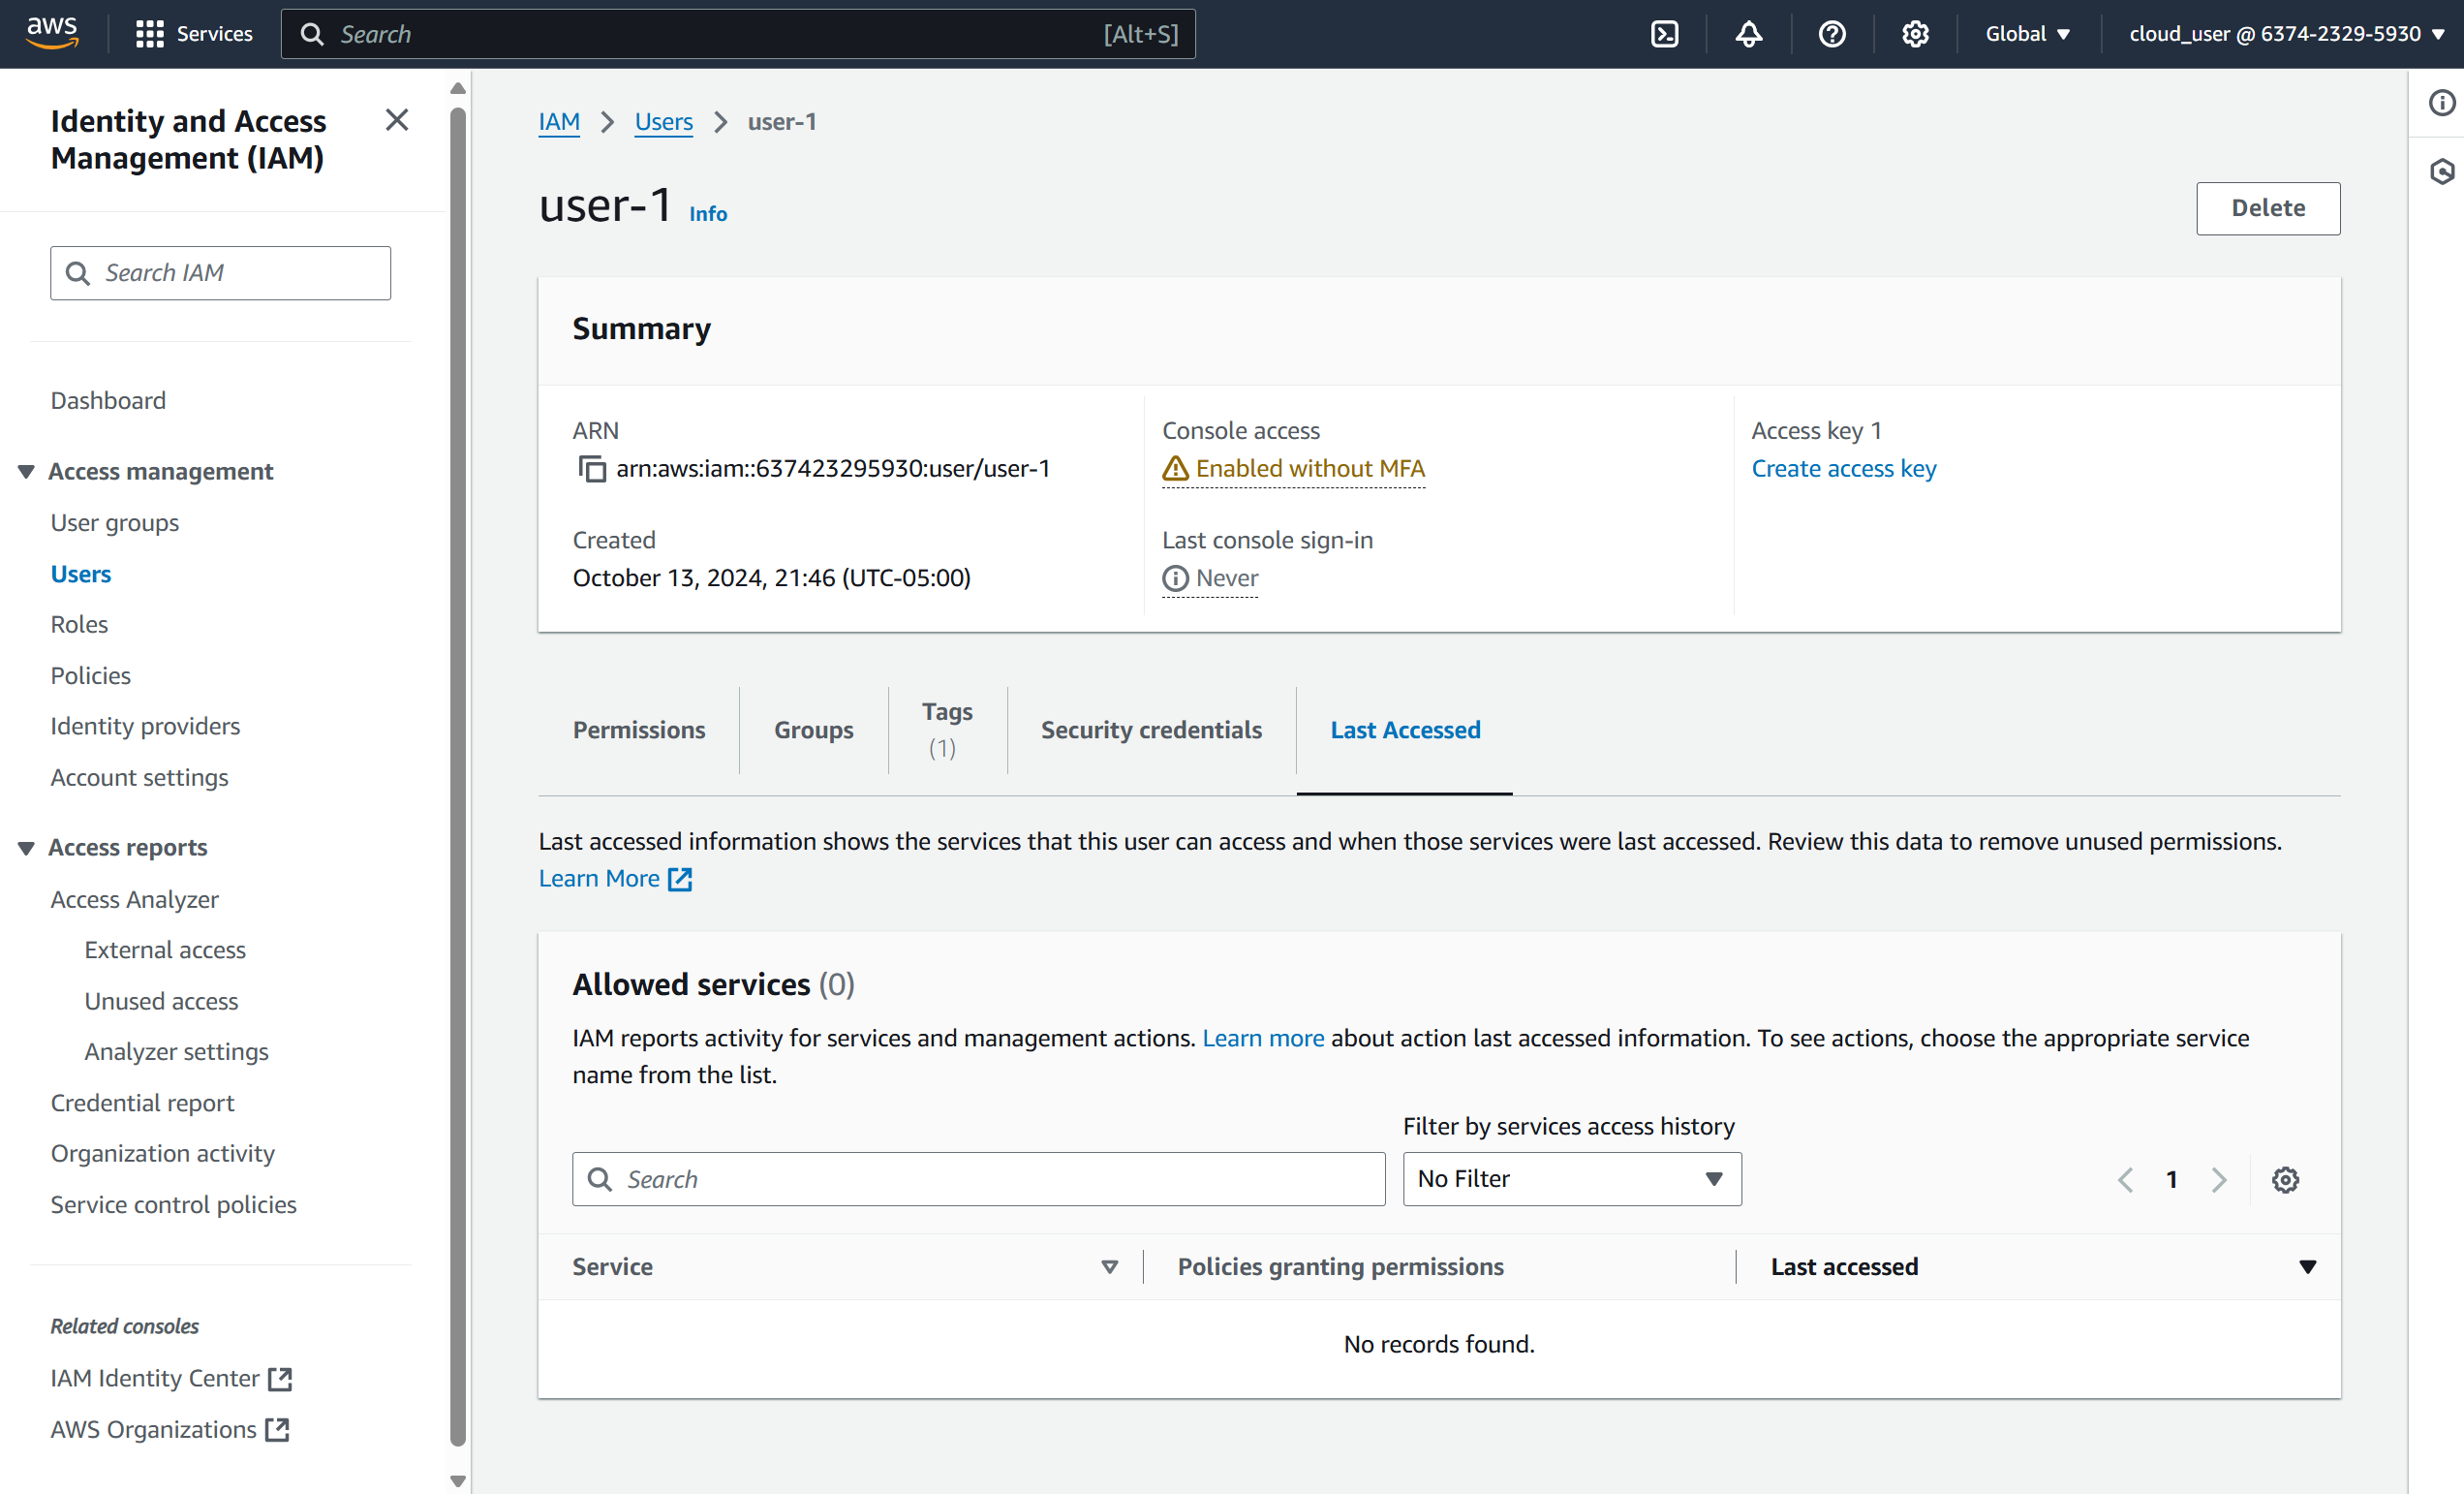 aws
Services
Search
[Alt+S]
Global
cloud_user @ 6374-2329-5930
Identity and Access
Management (IAM)
Search IAM
Dashboard
Access management
User groups
Users
Roles
Policies
Identity providers
Account settings
Access reports
Access Analyzer
External access
Unused access
Analyzer settings
Credential report
Organization activity
Service control policies
Related consoles
IAM Identity Center
AWS Organizations
IAM
Users
user-1
user-1
Info
Delete
Summary
ARN
arn:aws:iam::637423295930:user/user-1
Console access
Enabled without MFA
Access key 1
Create access key
Created
October 13, 2024, 21:46 (UTC-05:00)
Last console sign-in
Never
Permissions
Groups
Tags
(1)
Security credentials
Last Accessed
Last accessed information shows the services that this user can access and when those services were last accessed. Review this data to remove unused permissions.
Learn More
Allowed services (0)
IAM reports activity for services and management actions. Learn more about action last accessed information. To see actions, choose the appropriate service
name from the list.
Filter by services access history
Search
No Filter
1
Service
Policies granting permissions
Last accessed
No records found.